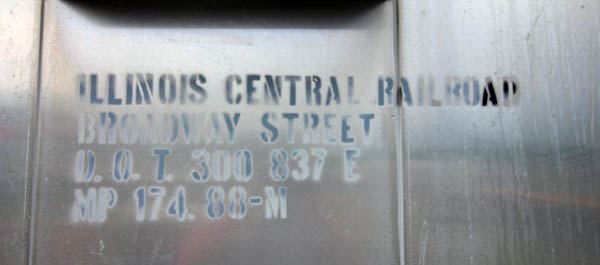 ILLINOIS CENTRAL RAILROAD
BROADWAY STREET
D.O.T. 300 837 E
MP 174.88-M